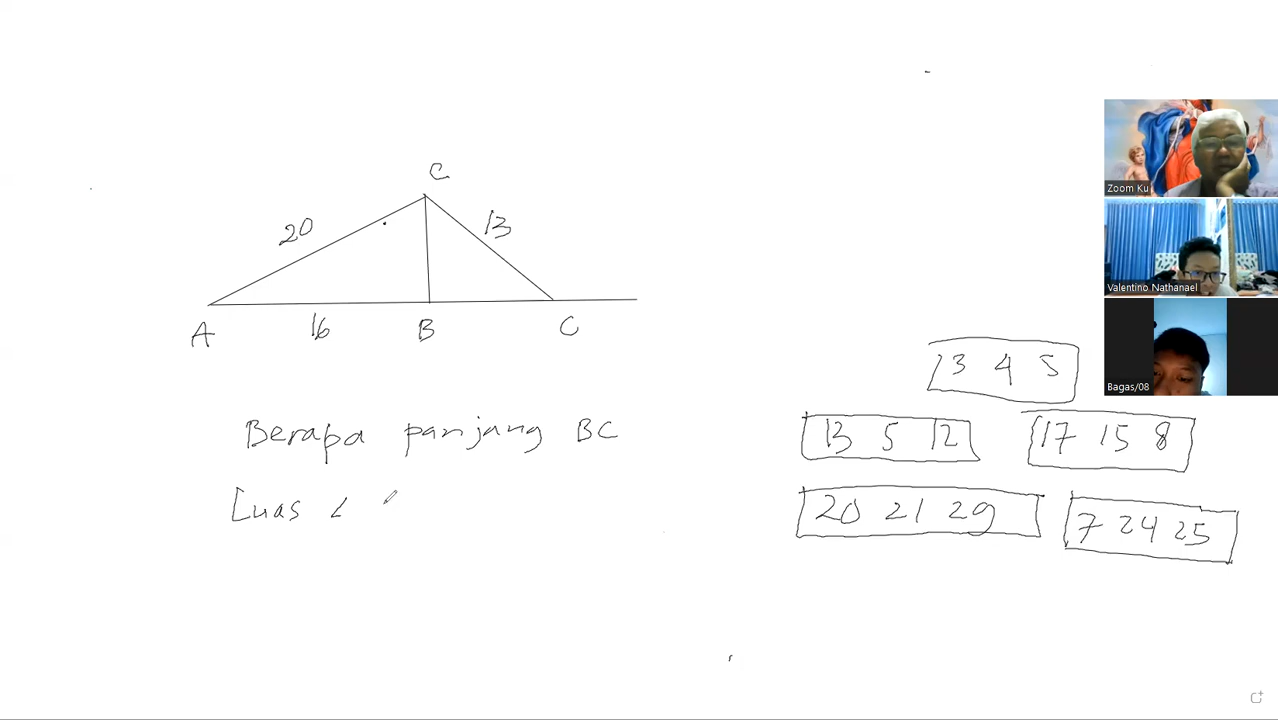 C
20
13
A
16
B
C
Berapa panjang BC
Luas
3 4 5
13 5 12
17 15 8
20 21 29
7 24 25
Zoom Ku
Valentino Nathanael
Bagas/08